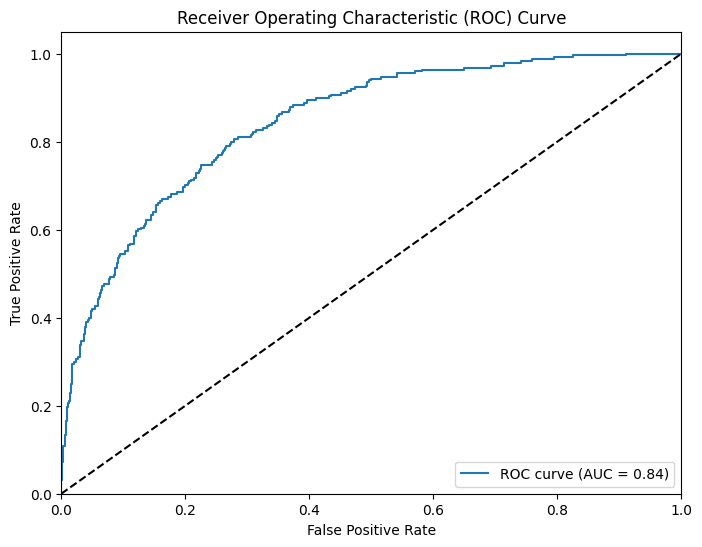 Receiver Operating Characteristic (ROC) Curve
True Positive Rate
1.0
0.8
0.6
0.4
0.2
0.0
ROC curve (AUC = 0.84)
0.0 0.2 0.4 0.6 0.8 1.0
False Positive Rate